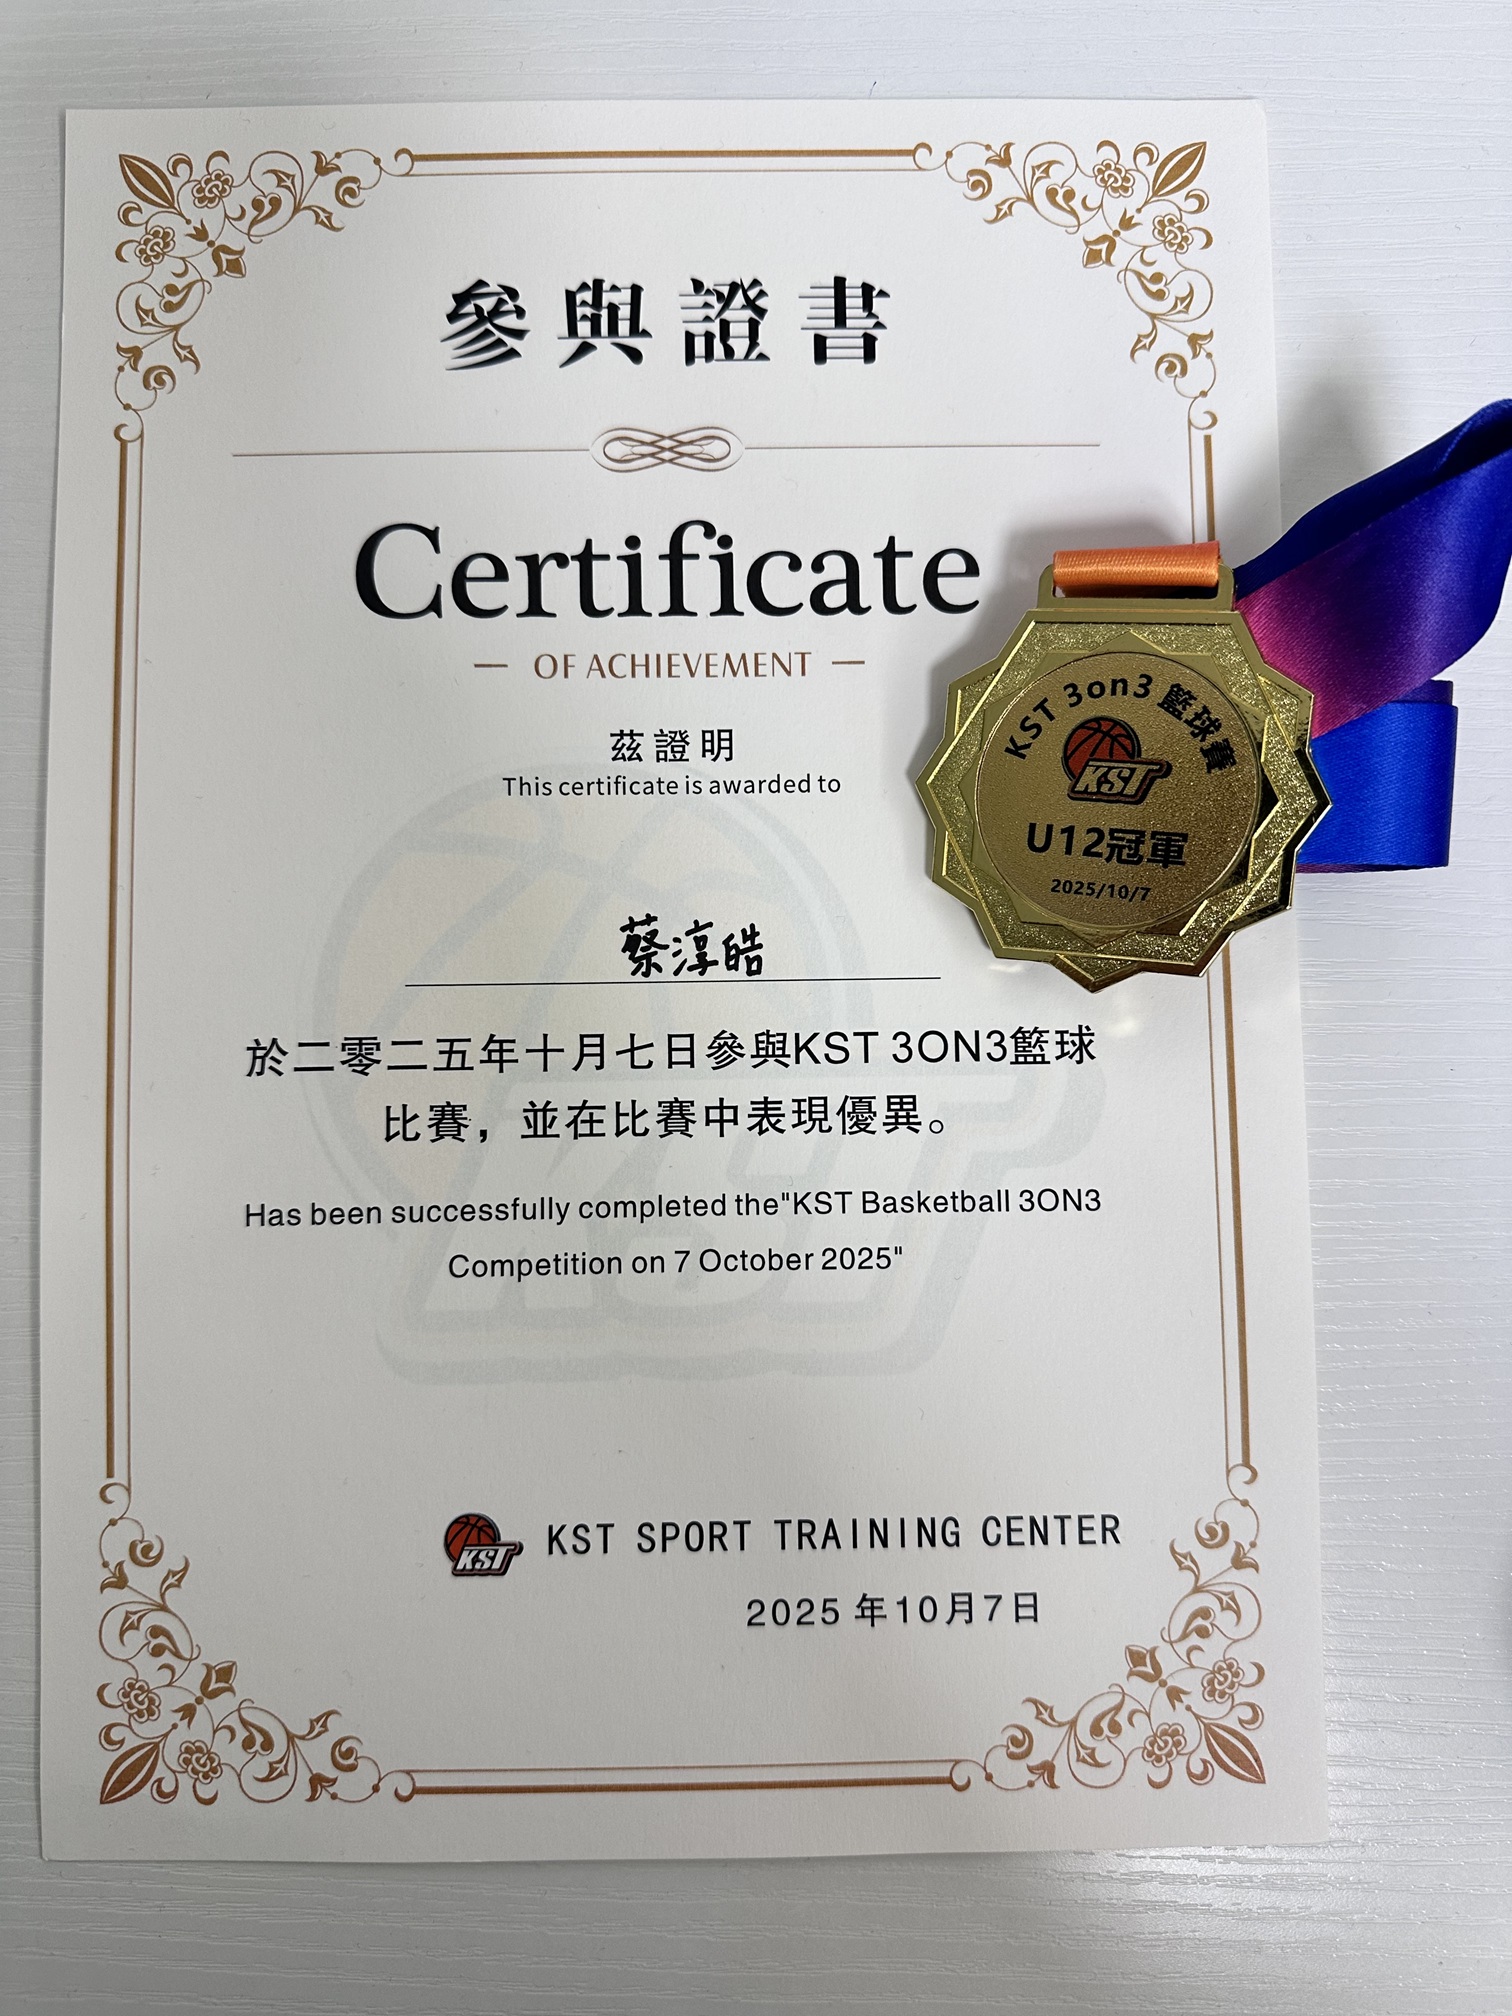 參與證書
Certificate
OF ACHIEVEMENT
茲證明
This certificate is awarded to
蔡淳皓
於二零二五年十月七日參與KST 3ON3籃球
比賽，並在比賽中表現優異。
Has been successfully completed the"KST Basketball 3ON3
Competition on 7 October 2025"
KST
KST SPORT TRAINING CENTER
2025 年10月7日
KST 3on3 籃球賽
KST
U12冠軍
2025/10/7
KST